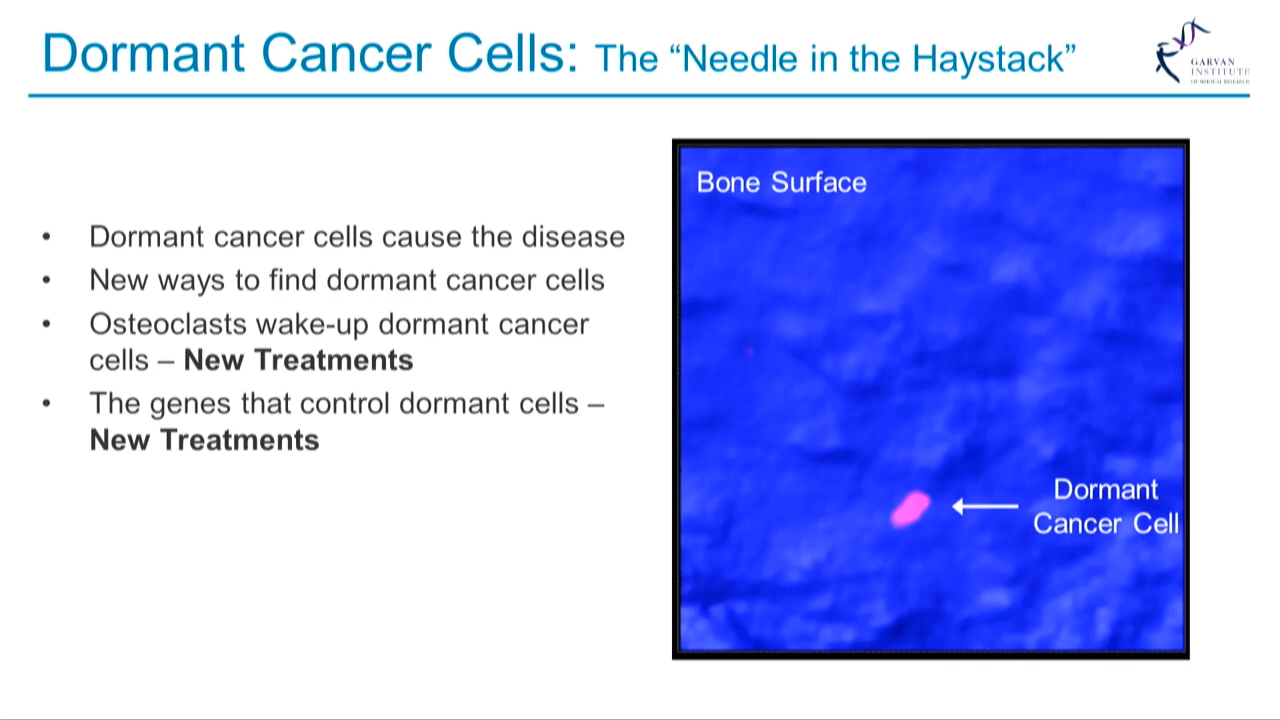 Dormant Cancer Cells: The “Needle in the Haystack”
GARVAN
INSTITUTE
OF MEDICAL RESEARCH
• Dormant cancer cells cause the disease
• New ways to find dormant cancer cells
• Osteoclasts wake-up dormant cancer
cells – New Treatments
• The genes that control dormant cells –
New Treatments
Bone Surface
Dormant
Cancer Cell